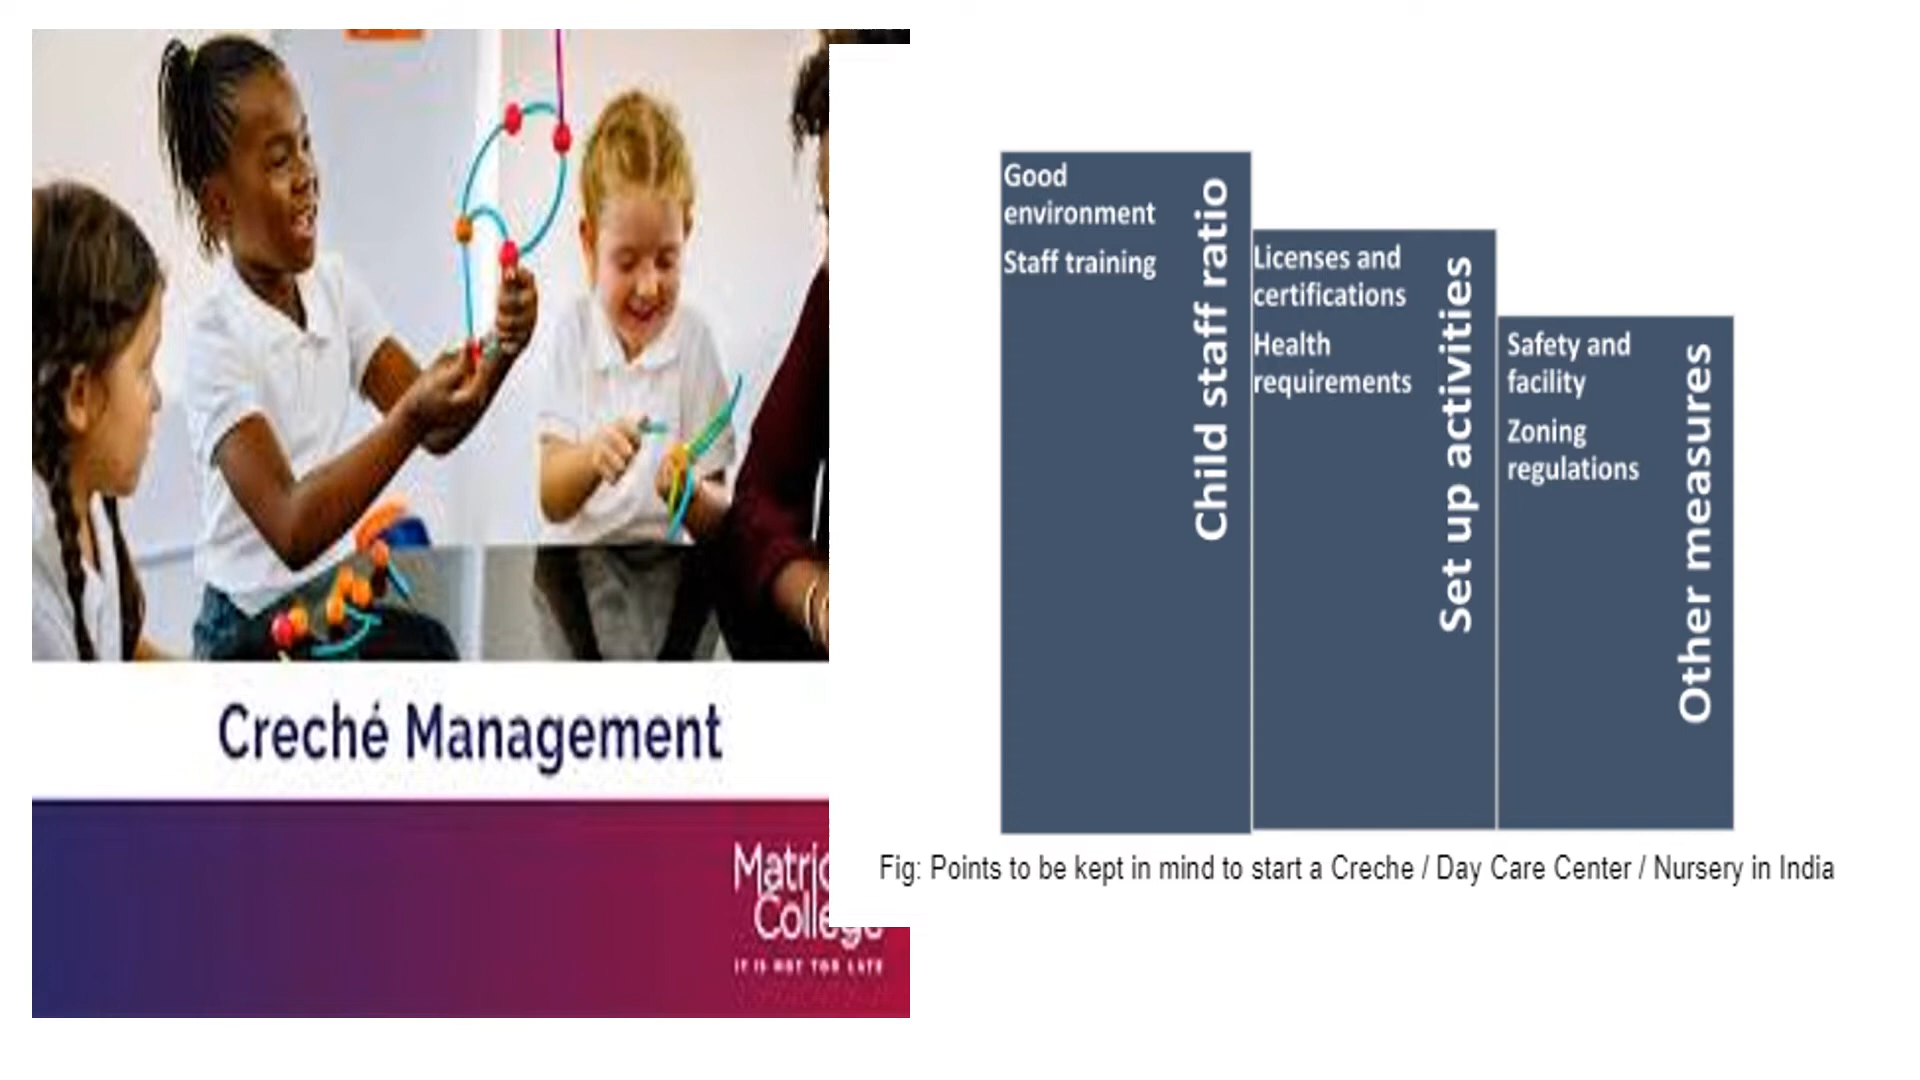 Creché Management
IT IS NOT TOO LATE
Good
environment
Staff training
Child staff ratio
Licenses and
certifications
Health
requirements
Set up activities
Safety and
facility
Zoning
regulations
Other measures
Fig: Points to be kept in mind to start a Creche / Day Care Center / Nursery in India